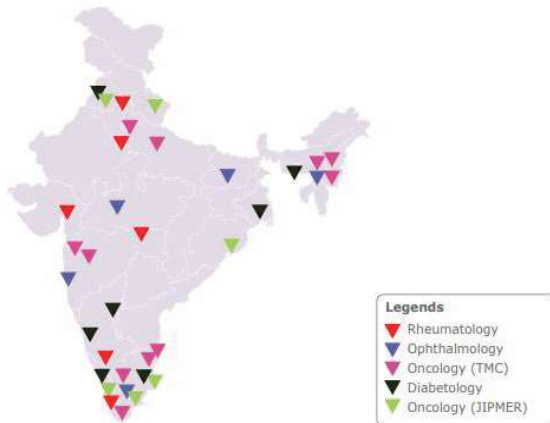 Legends
Rheumatology
Ophthalmology
Oncology (TMC)
Diabetology
Oncology (JIPMER)